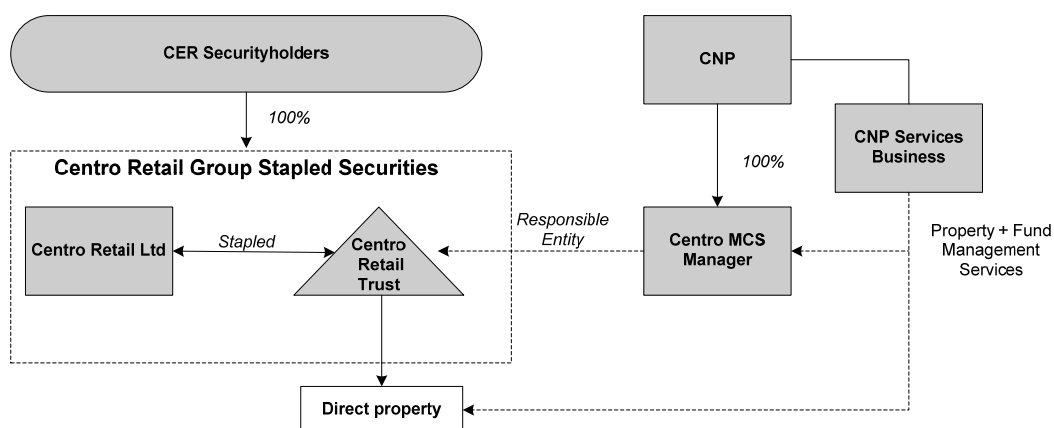 CER Securityholders
CNP
100%
CNP Services
Business
Centro Retail Group Stapled Securities
100%
Centro Retail Ltd
Stapled
Centro
Retail
Trust
Responsible
Entity
Centro MCS
Manager
Property + Fund
Management
Services
Direct property